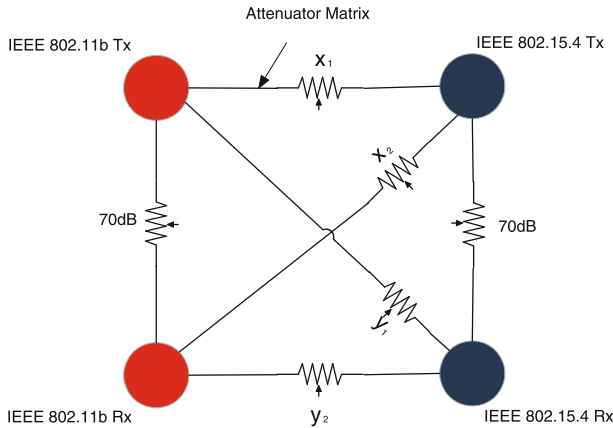 Attenuator Matrix
IEEE 802.11b Tx
IEEE 802.15.4 Tx
x₁
x₂
70dB
70dB
y₁
y₂
IEEE 802.11b Rx
IEEE 802.15.4 Rx